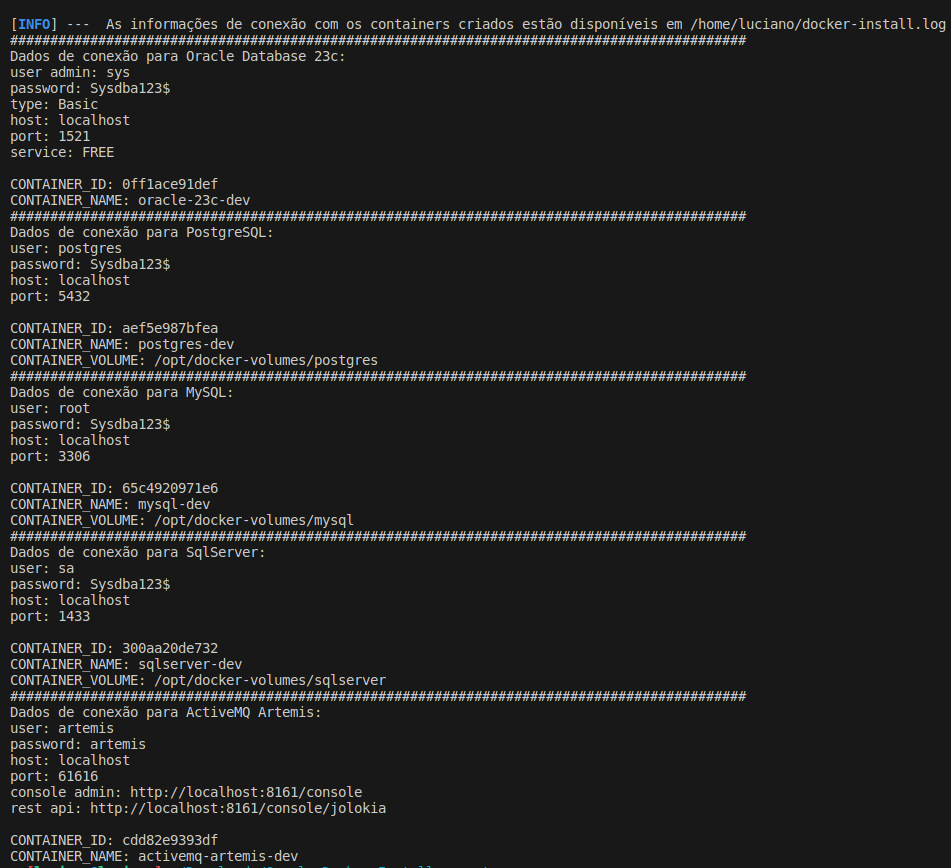 [INFO] ---  As informações de conexão com os containers criados estão disponíveis em /home/luciano/docker-install.log
############################################################################################
Dados de conexão para Oracle Database 23c:
user admin: sys
password: Sysdba123$
type: Basic
host: localhost
port: 1521
service: FREE
CONTAINER_ID: 0ff1ace91def
CONTAINER_NAME: oracle-23c-dev
############################################################################################
Dados de conexão para PostgreSQL:
user: postgres
password: Sysdba123$
host: localhost
port: 5432
CONTAINER_ID: aef5e987bfea
CONTAINER_NAME: postgres-dev
CONTAINER_VOLUME: /opt/docker-volumes/postgres
############################################################################################
Dados de conexão para MySQL:
user: root
password: Sysdba123$
host: localhost
port: 3306
CONTAINER_ID: 65c4920971e6
CONTAINER_NAME: mysql-dev
CONTAINER_VOLUME: /opt/docker-volumes/mysql
############################################################################################
Dados de conexão para SqlServer:
user: sa
password: Sysdba123$
host: localhost
port: 1433
CONTAINER_ID: 300aa20de732
CONTAINER_NAME: sqlserver-dev
CONTAINER_VOLUME: /opt/docker-volumes/sqlserver
############################################################################################
Dados de conexão para ActiveMQ Artemis:
user: artemis
password: artemis
host: localhost
port: 61616
console admin: http://localhost:8161/console
rest api: http://localhost:8161/console/jolokia
CONTAINER_ID: cdd82e9393df
CONTAINER_NAME: activemq-artemis-dev